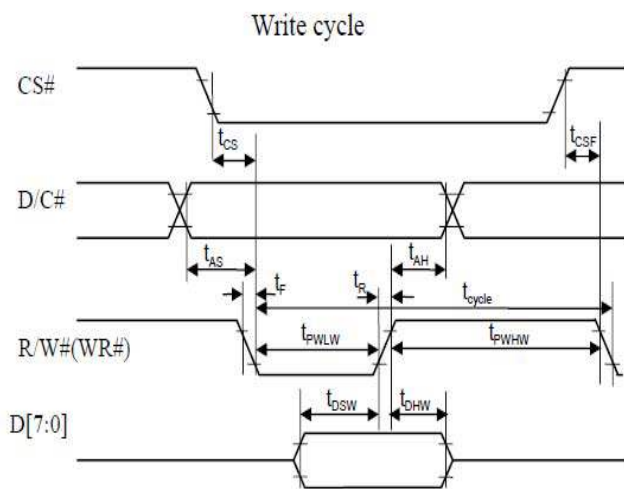 Write cycle
CS#
tCS
tCSF
D/C#
tAS
tF
tR
tAH
tcycle
R/W#(WR#)
tPWLW
tPWHW
tDSW
tDHW
D[7:0]